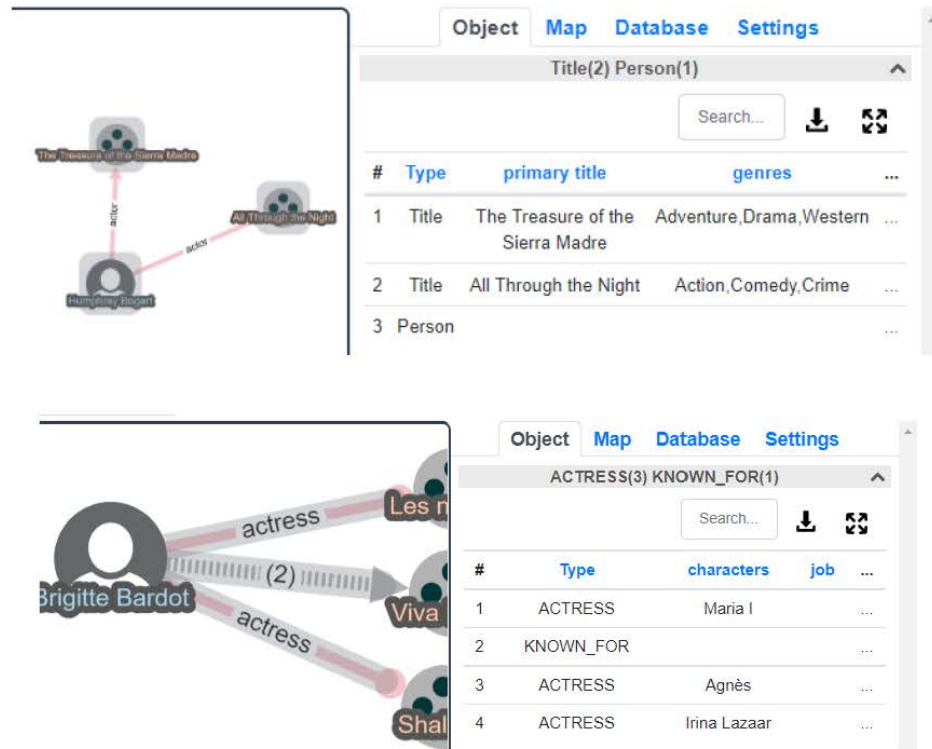 Object Map Database Settings
Title(2) Person(1)
Search...
# Type primary title genres ...
1 Title The Treasure of the Sierra Madre Adventure,Drama,Western ...
2 Title All Through the Night Action,Comedy,Crime ...
3 Person ...
The Treasure of the Sierra Madre
All Through the Night
actor
actor
Humphrey Bogart
Object Map Database Settings
ACTRESS(3) KNOWN_FOR(1)
Search...
# Type characters job ...
1 ACTRESS Maria I ...
2 KNOWN_FOR ...
3 ACTRESS Agnès ...
4 ACTRESS Irina Lazaar ...
Brigitte Bardot
actress
(2)
actress
Les
Viva
Shal